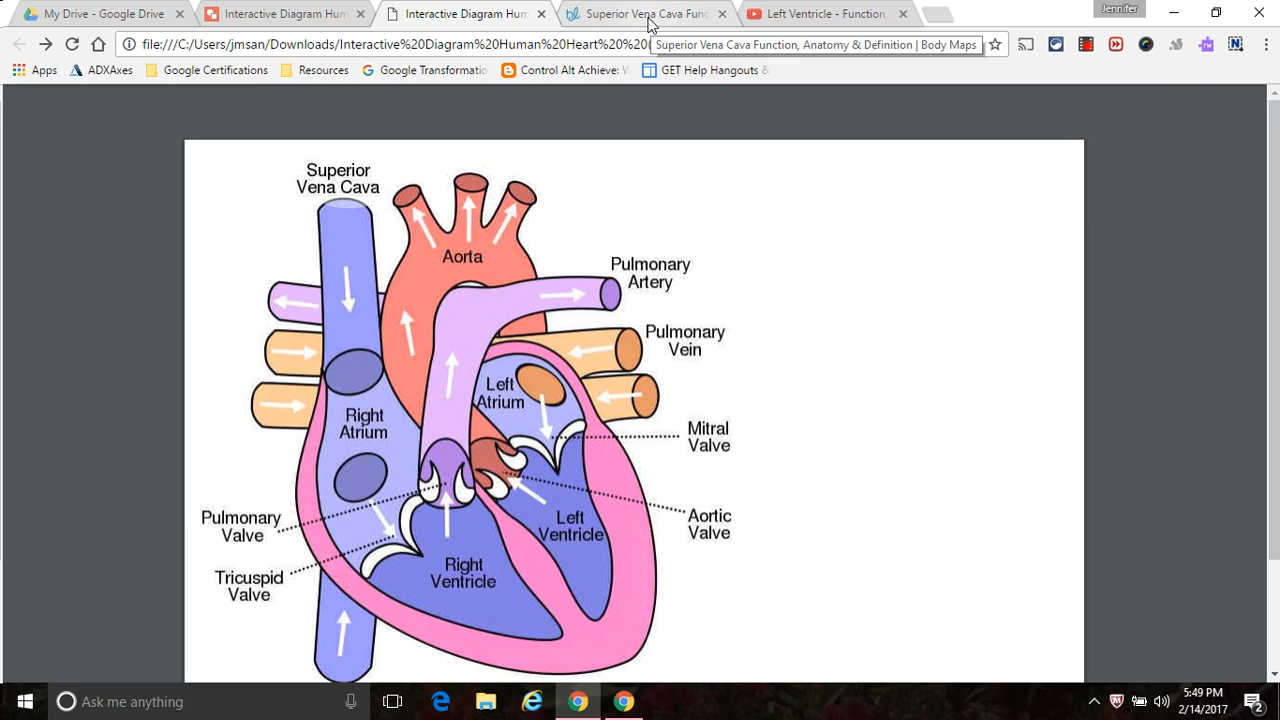 My Drive - Google Drive
Interactive Diagram Hum
Interactive Diagram Hum
Superior Vena Cava Func
Left Ventricle - Function,
Jennifer
file:///C:/Users/jmsan/Downloads/Interactive%20Diagram%20Human%20Heart%20%20
Superior Vena Cava Function, Anatomy & Definition | Body Maps
Apps
ADXAxes
Google Certifications
Resources
Google Transformatio
Control Alt Achieve:
GET Help Hangouts &
Superior
Vena Cava
Aorta
Pulmonary
Artery
Pulmonary
Vein
Left
Atrium
Right
Atrium
Mitral
Valve
Pulmonary
Valve
Aortic
Valve
Left
Ventricle
Right
Ventricle
Tricuspid
Valve
Ask me anything
5:49 PM
2/14/2017
2